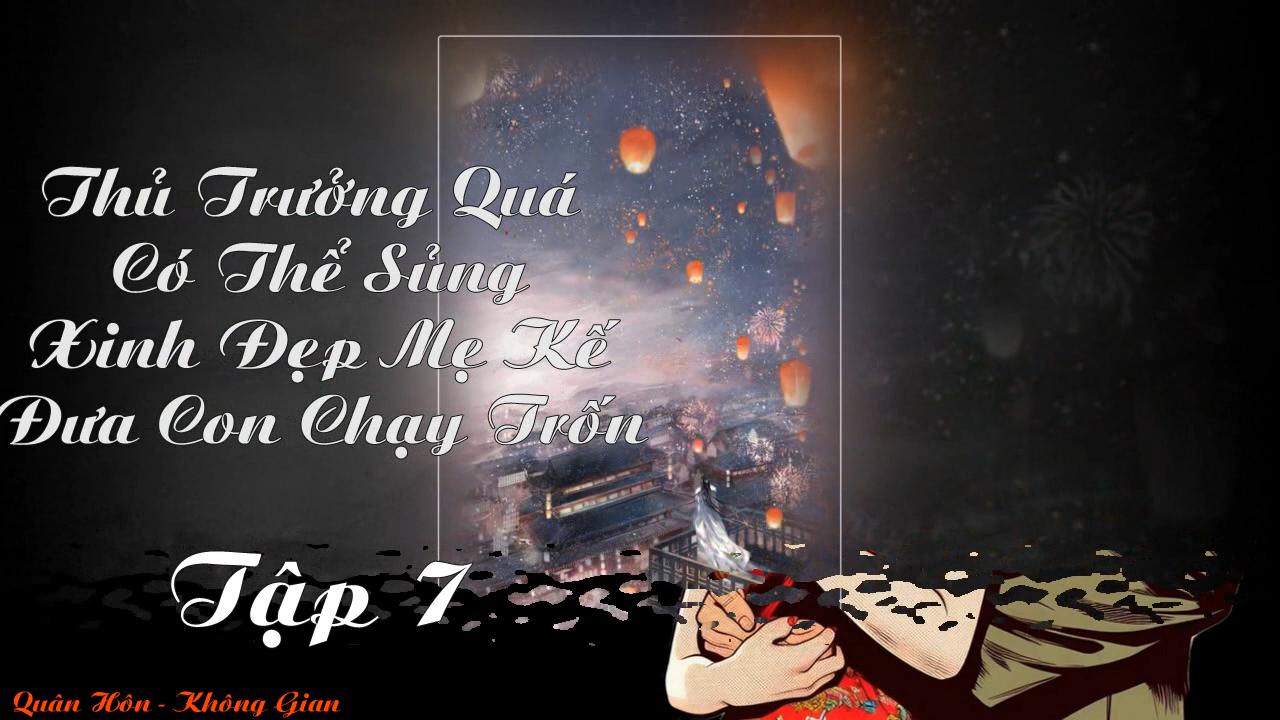 Thủ Trưởng Quá
Có Thể Sủng
Xinh Đẹp Mẹ Kế
Đưa Con Chạy Trốn
Tập 7
Quân Hôn - Không Gian